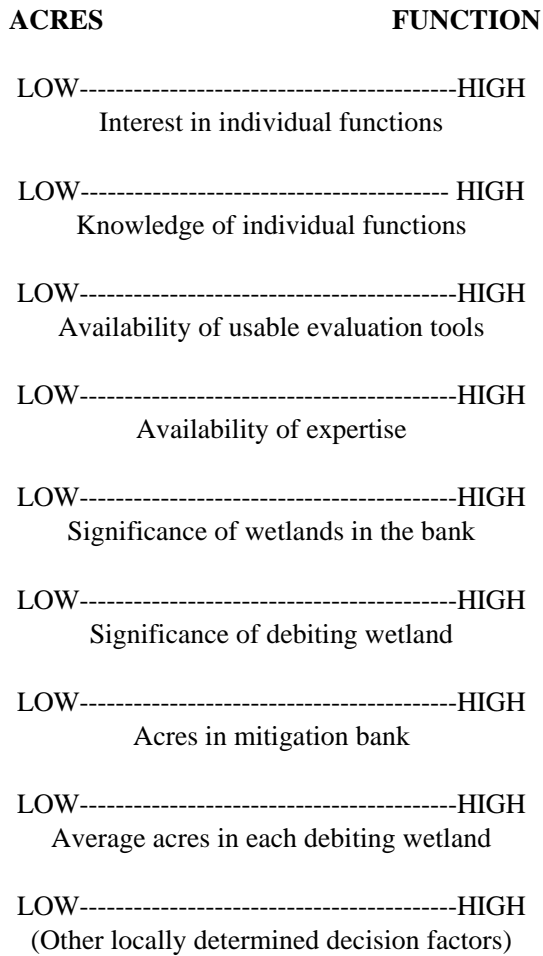 ACRES FUNCTION
LOW------------------------------------------HIGH
Interest in individual functions
LOW----------------------------------------- HIGH
Knowledge of individual functions
LOW------------------------------------------HIGH
Availability of usable evaluation tools
LOW------------------------------------------HIGH
Availability of expertise
LOW------------------------------------------HIGH
Significance of wetlands in the bank
LOW------------------------------------------HIGH
Significance of debiting wetland
LOW------------------------------------------HIGH
Acres in mitigation bank
LOW------------------------------------------HIGH
Average acres in each debiting wetland
LOW------------------------------------------HIGH
(Other locally determined decision factors)